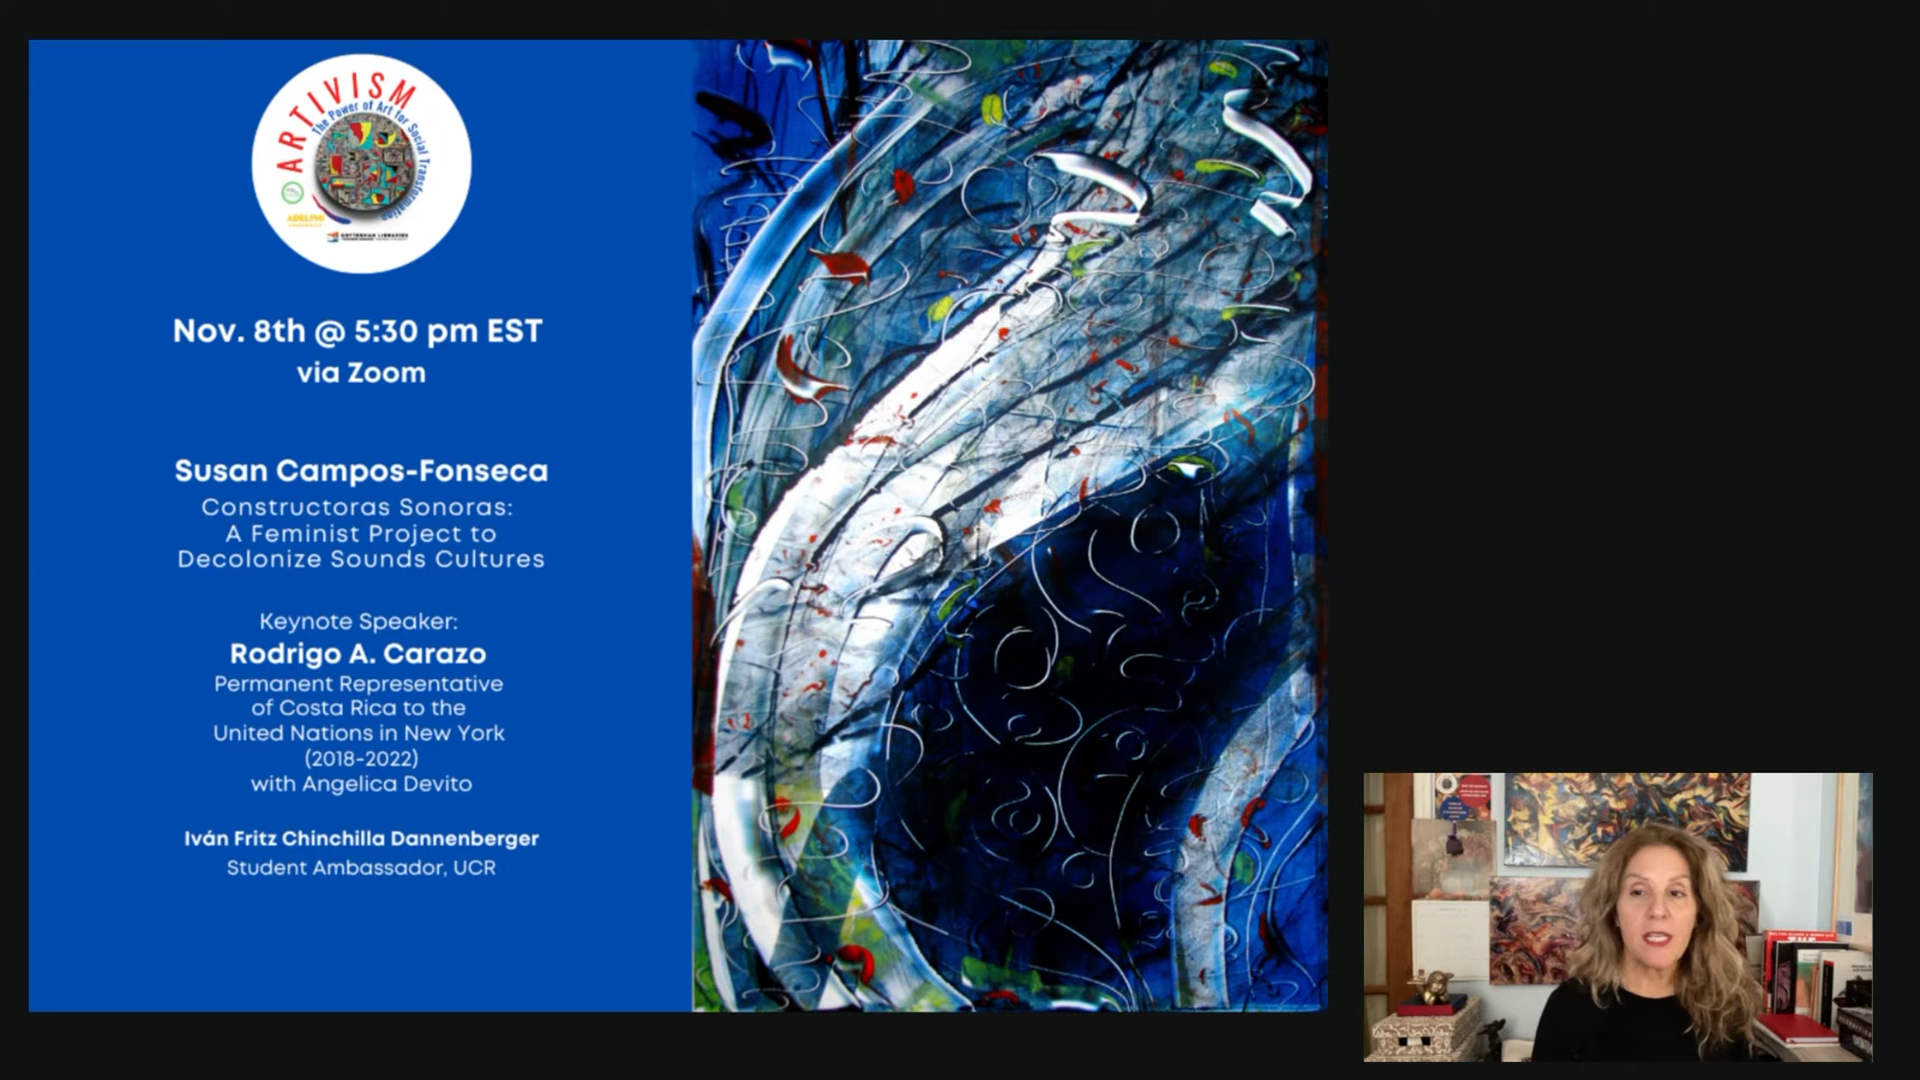 ARTIVISM
The Power of Art for Social Transformation
ADELPHI
Nov. 8th @ 5:30 pm EST
via Zoom
Susan Campos-Fonseca
Constructoras Sonoras:
A Feminist Project to
Decolonize Sounds Cultures
Keynote Speaker:
Rodrigo A. Carazo
Permanent Representative
of Costa Rica to the
United Nations in New York
(2018-2022)
with Angelica Devito
Iván Fritz Chinchilla Dannenberger
Student Ambassador, UCR